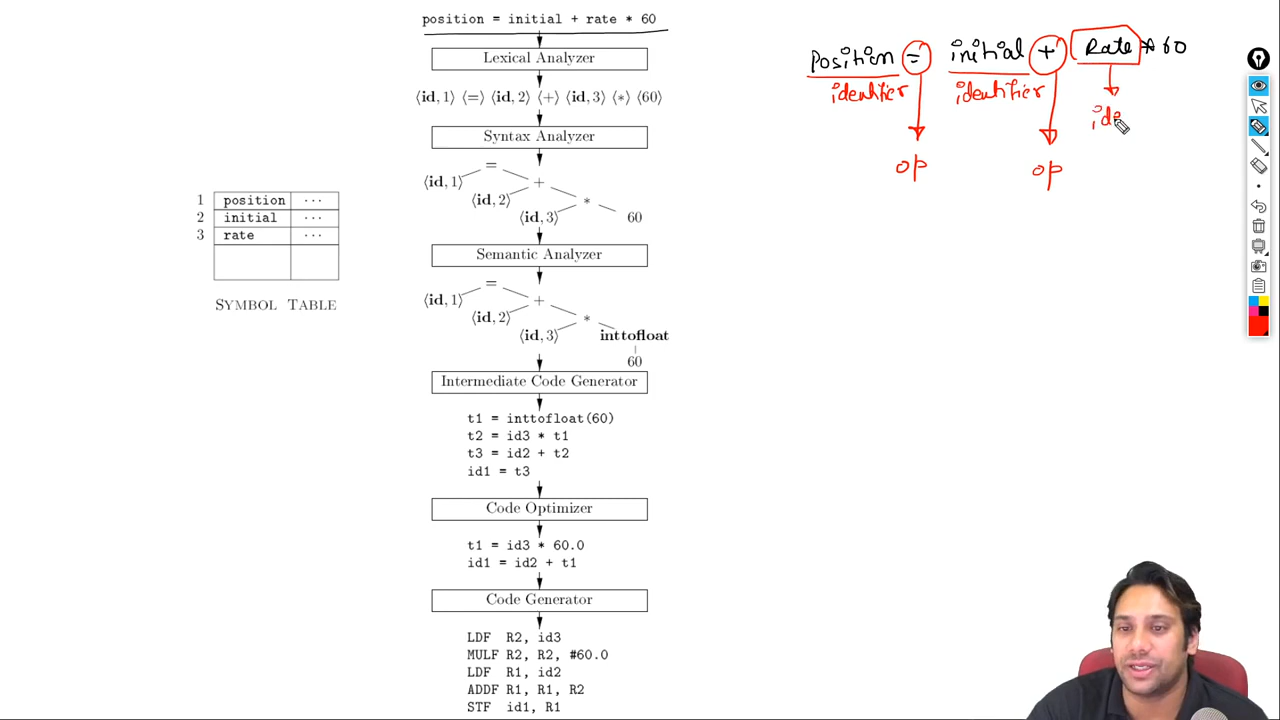 position = initial + rate * 60
Lexical Analyzer
⟨id, 1⟩ ⟨=⟩ ⟨id, 2⟩ ⟨+⟩ ⟨id, 3⟩ ⟨*⟩ ⟨60⟩
Syntax Analyzer
=
⟨id, 1⟩ +
⟨id, 2⟩ *
⟨id, 3⟩ 60
Semantic Analyzer
=
⟨id, 1⟩ +
⟨id, 2⟩ *
⟨id, 3⟩ inttofloat
60
Intermediate Code Generator
t1 = inttofloat(60)
t2 = id3 * t1
t3 = id2 + t2
id1 = t3
Code Optimizer
t1 = id3 * 60.0
id1 = id2 + t1
Code Generator
LDF R2, id3
MULF R2, R2, #60.0
LDF R1, id2
ADDF R1, R1, R2
STF id1, R1
1 position ...
2 initial ...
3 rate ...
SYMBOL TABLE
Position = initial + Rate * 60
identifier identifier
ide
op op